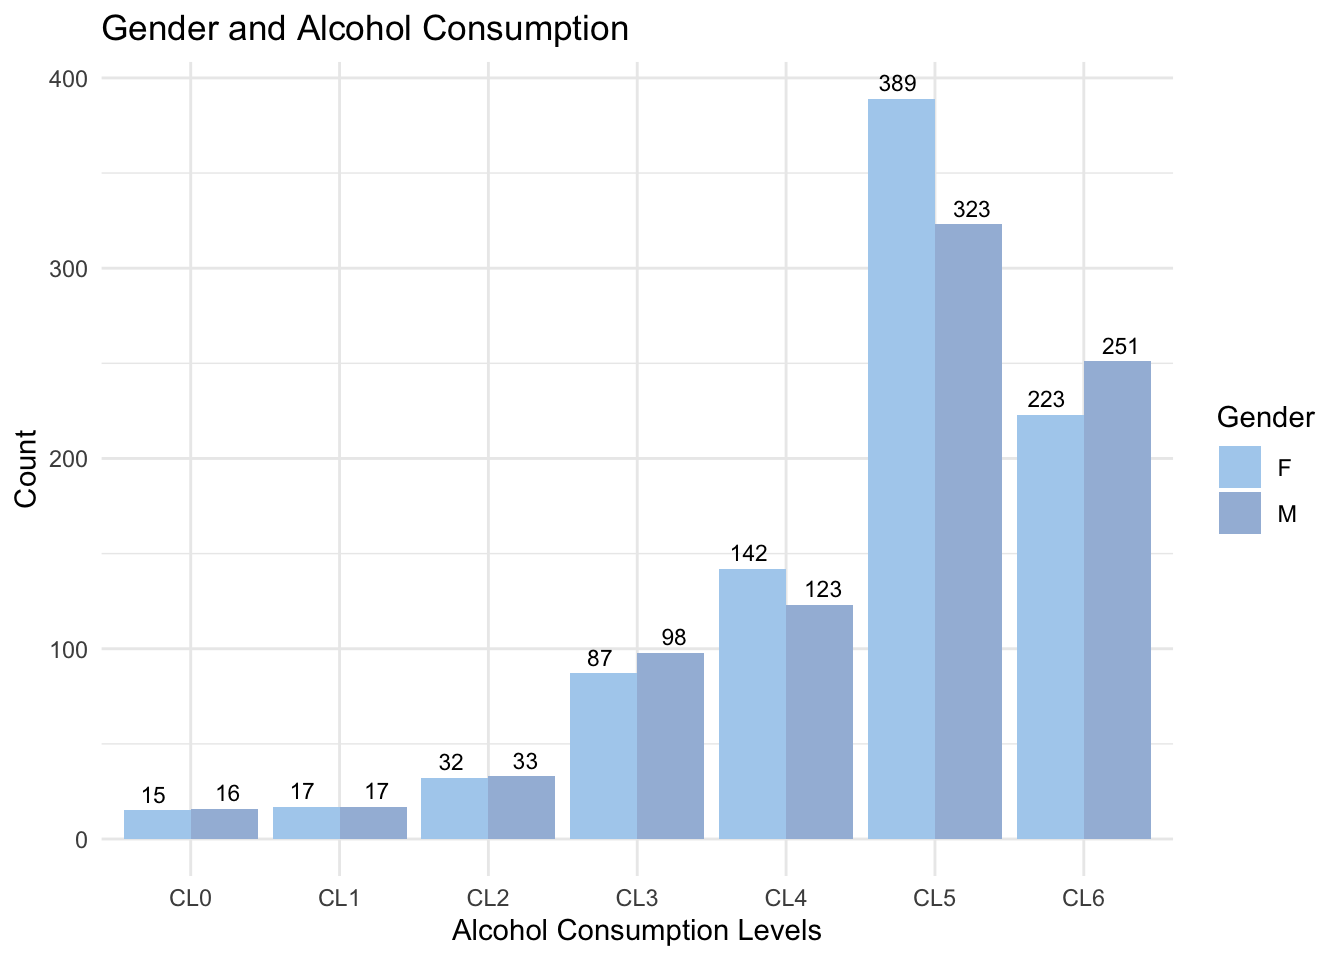 Gender and Alcohol Consumption
400
300
200
100
0
Count
15
16
17
17
32
33
87
98
142
123
389
323
223
251
CL0
CL1
CL2
CL3
CL4
CL5
CL6
Alcohol Consumption Levels
Gender
F
M